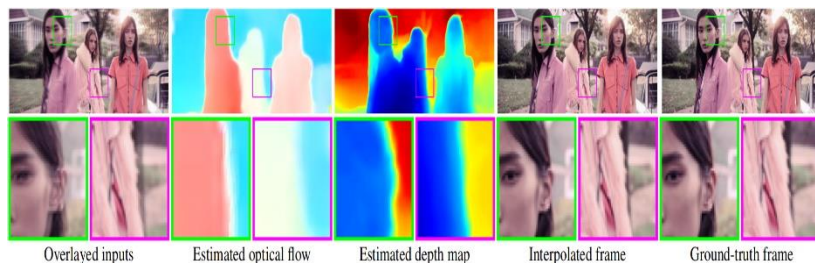 Overlayed inputs
Estimated optical flow
Estimated depth map
Interpolated frame
Ground-truth frame